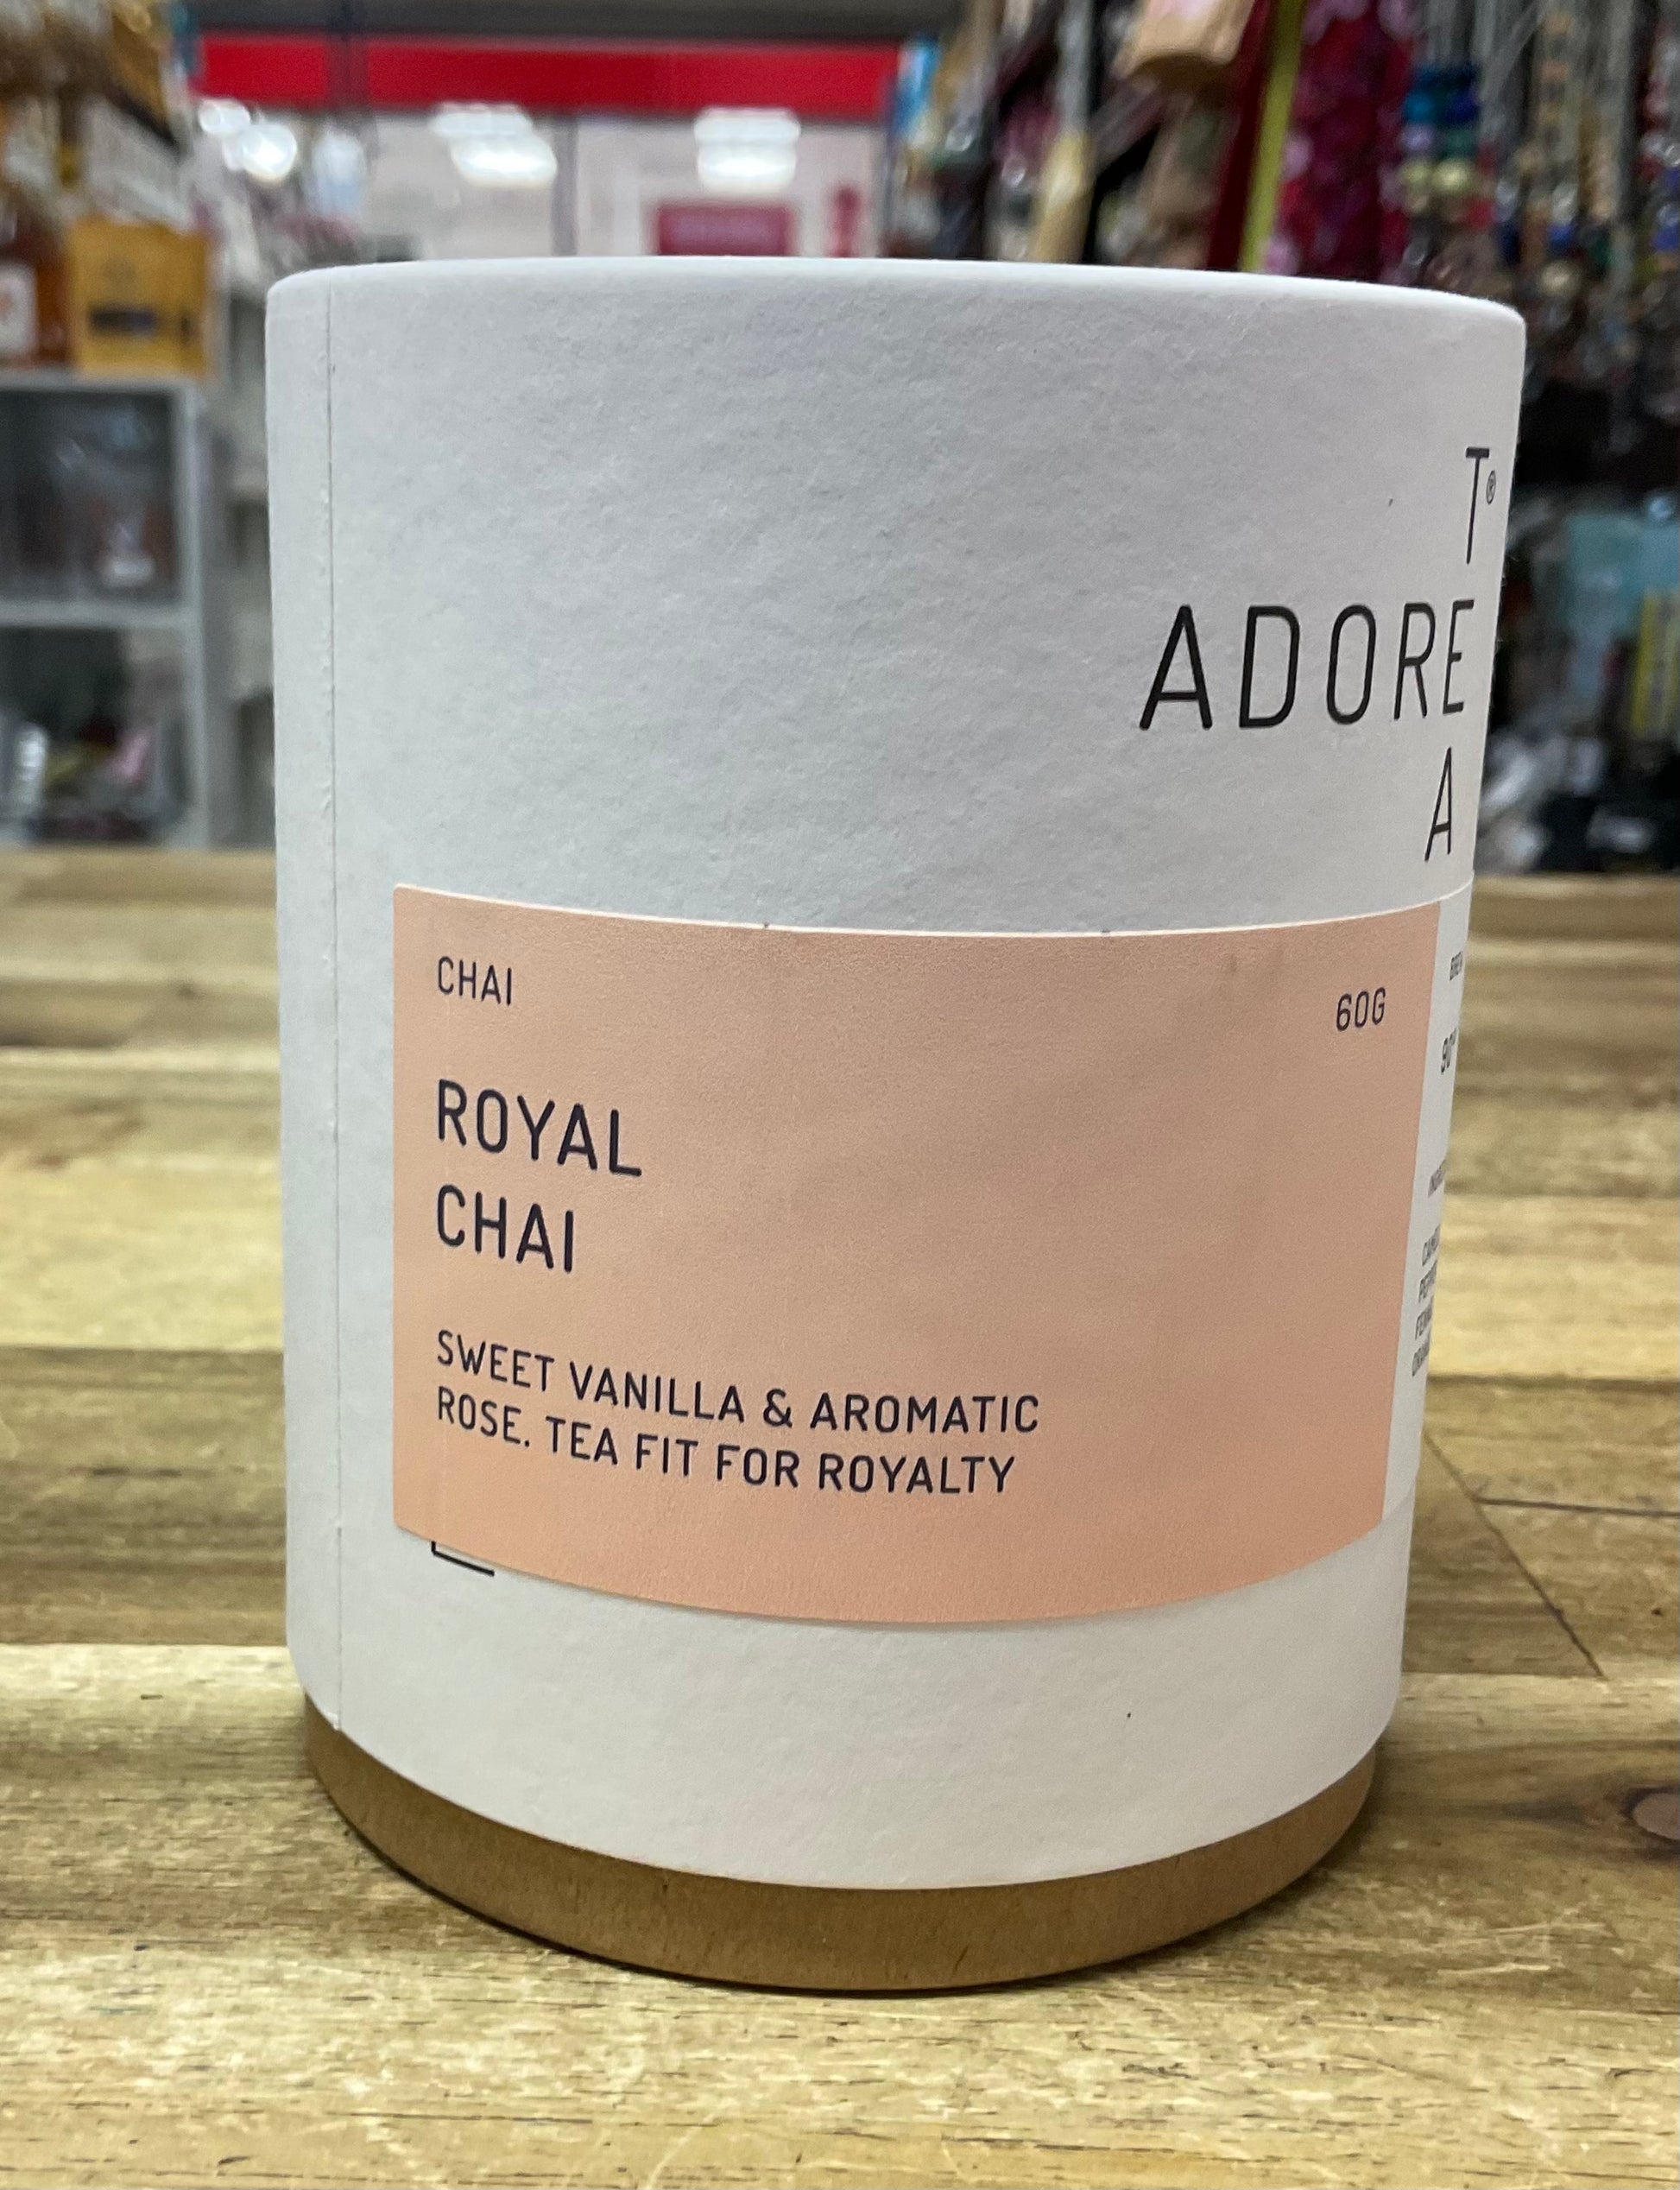 T®
ADORE
A
CHAI
60G
ROYAL
CHAI
SWEET VANILLA & AROMATIC
ROSE. TEA FIT FOR ROYALTY